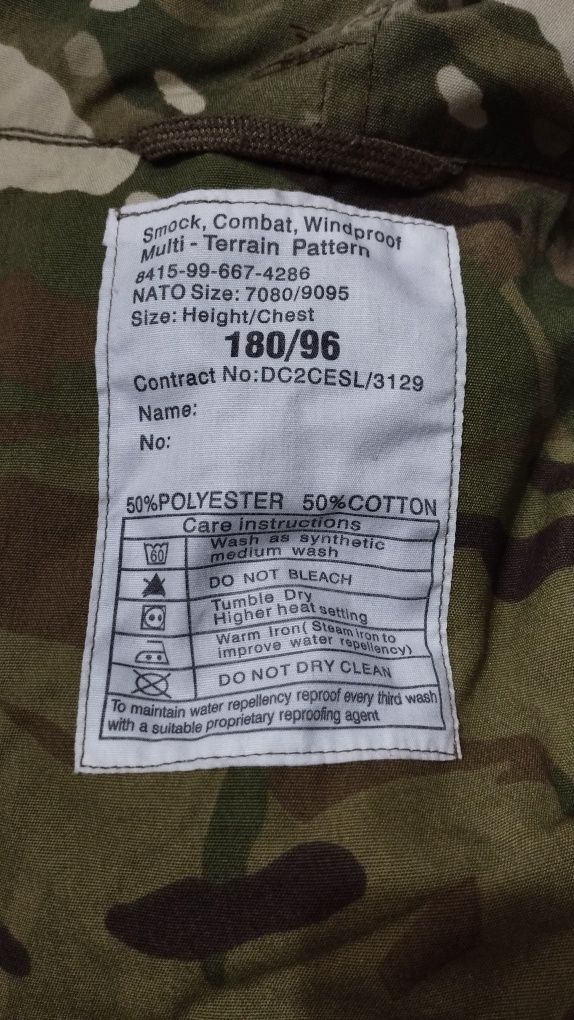 Smock, Combat, Windproof
Multi - Terrain Pattern
8415-99-667-4286
NATO Size: 7080/9095
Size: Height/Chest
180/96
Contract No:DC2CESL/3129
Name:
No:
50%POLYESTER 50%COTTON
Care instructions
60
Wash as synthetic
medium wash
DO NOT BLEACH
Tumble Dry
Higher heat setting
Warm Iron( Steam iron to
improve water repellency)
DO NOT DRY CLEAN
To maintain water repellency reproof every third wash
with a suitable proprietary reproofing agent